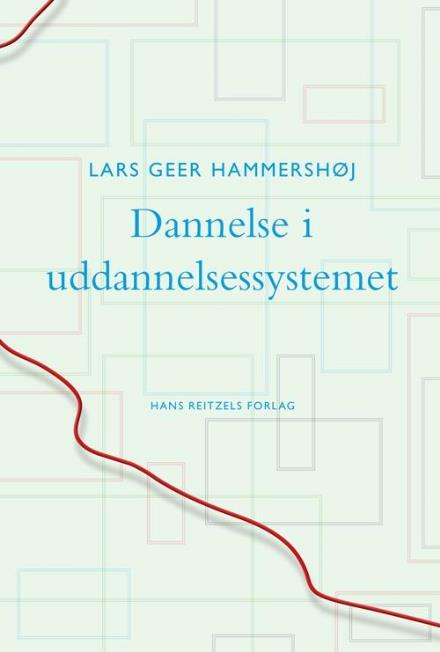 LARS GEER HAMMERSHØJ
Dannelse i
uddannelsessystemet
HANS REITZELS FORLAG